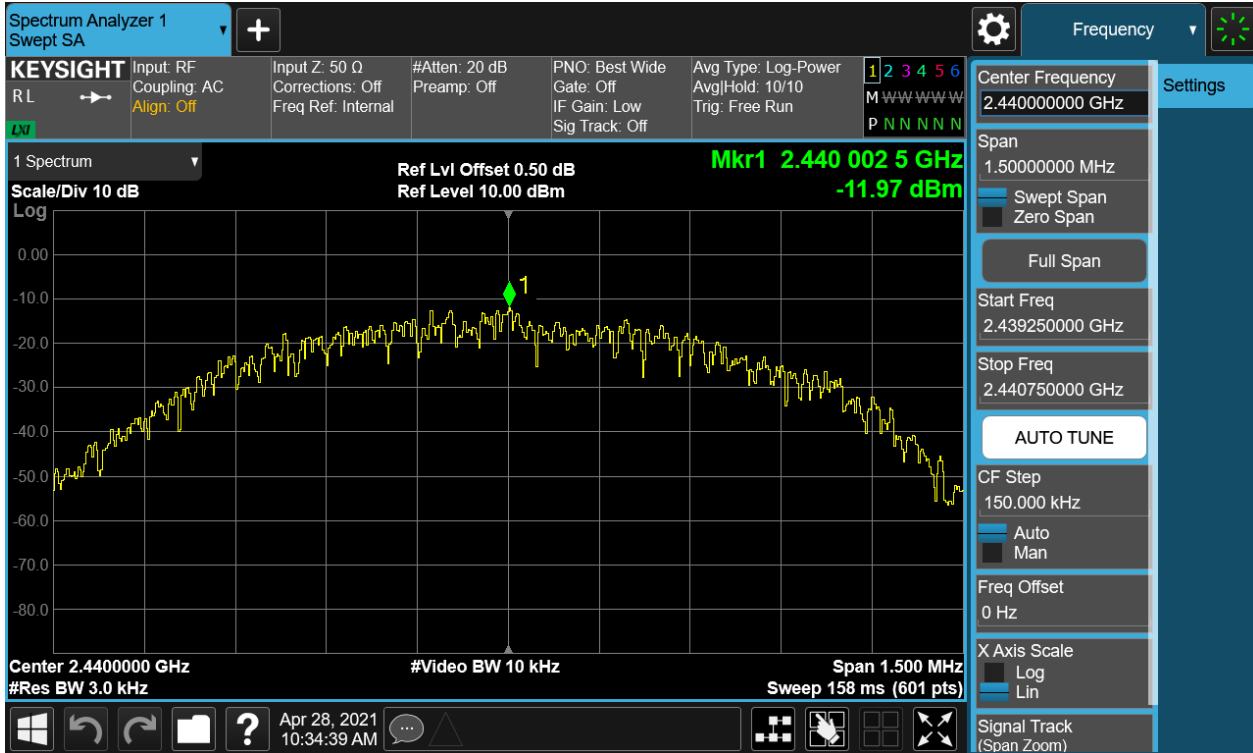 Spectrum Analyzer 1
Swept SA
Frequency
KEYSIGHT
RL
LXI
Input: RF
Coupling: AC
Align: Off
Input Z: 50 Ω
Corrections: Off
Freq Ref: Internal
#Atten: 20 dB
Preamp: Off
PNO: Best Wide
Gate: Off
IF Gain: Low
Sig Track: Off
Avg Type: Log-Power
Avg|Hold: 10/10
Trig: Free Run
1 2 3 4 5 6
M W W W W W
P N N N N N
1 Spectrum
Scale/Div 10 dB
Ref Lvl Offset 0.50 dB
Ref Level 10.00 dBm
Mkr1 2.440 002 5 GHz
-11.97 dBm
Log
0.00
-10.0
-20.0
-30.0
-40.0
-50.0
-60.0
-70.0
-80.0
1
Center 2.4400000 GHz
#Res BW 3.0 kHz
#Video BW 10 kHz
Span 1.500 MHz
Sweep 158 ms (601 pts)
Apr 28, 2021
10:34:39 AM
Center Frequency
2.440000000 GHz
Span
1.50000000 MHz
Swept Span
Zero Span
Full Span
Start Freq
2.439250000 GHz
Stop Freq
2.440750000 GHz
AUTO TUNE
CF Step
150.000 kHz
Auto
Man
Freq Offset
0 Hz
X Axis Scale
Log
Lin
Signal Track
(Span Zoom)
Settings